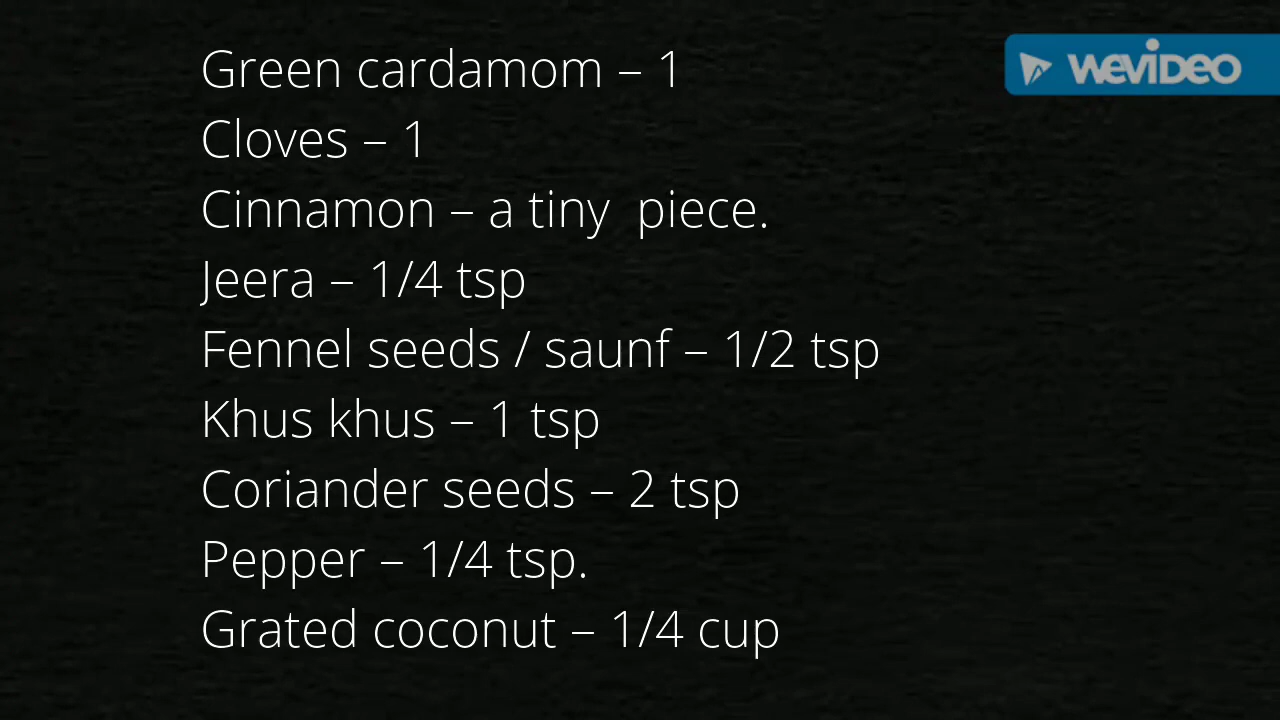 Green cardamom – 1
WEVIDEO
Cloves – 1
Cinnamon – a tiny  piece.
Jeera – 1/4 tsp
Fennel seeds / saunf – 1/2 tsp
Khus khus – 1 tsp
Coriander seeds – 2 tsp
Pepper – 1/4 tsp.
Grated coconut – 1/4 cup